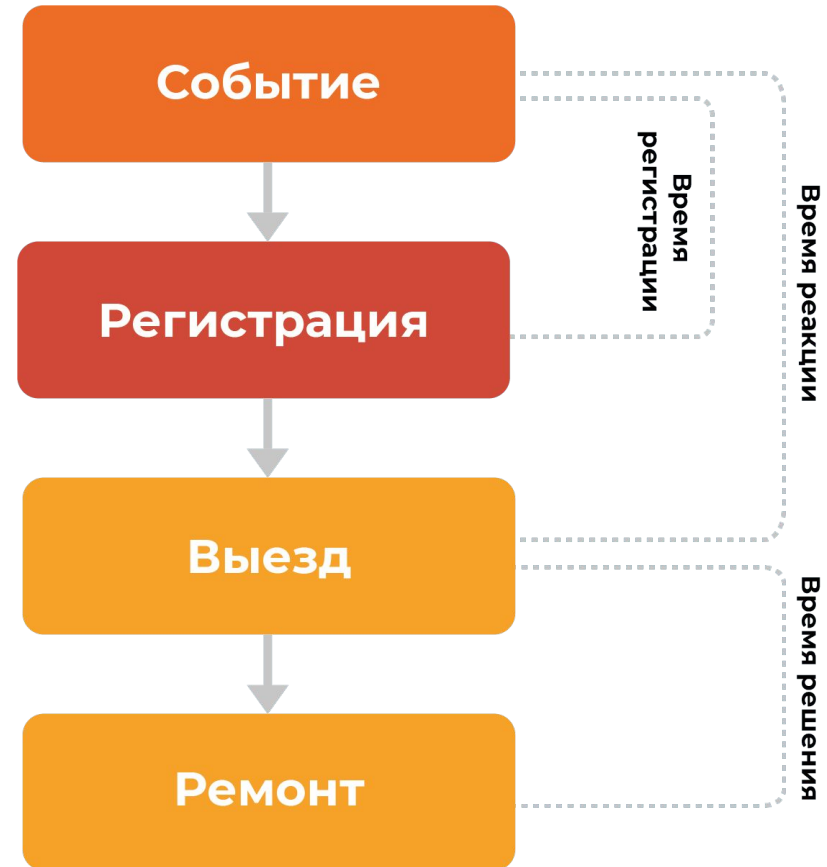 Событие
Время
регистрации
Время реакции
Регистрация
Выезд
Время решения
Ремонт